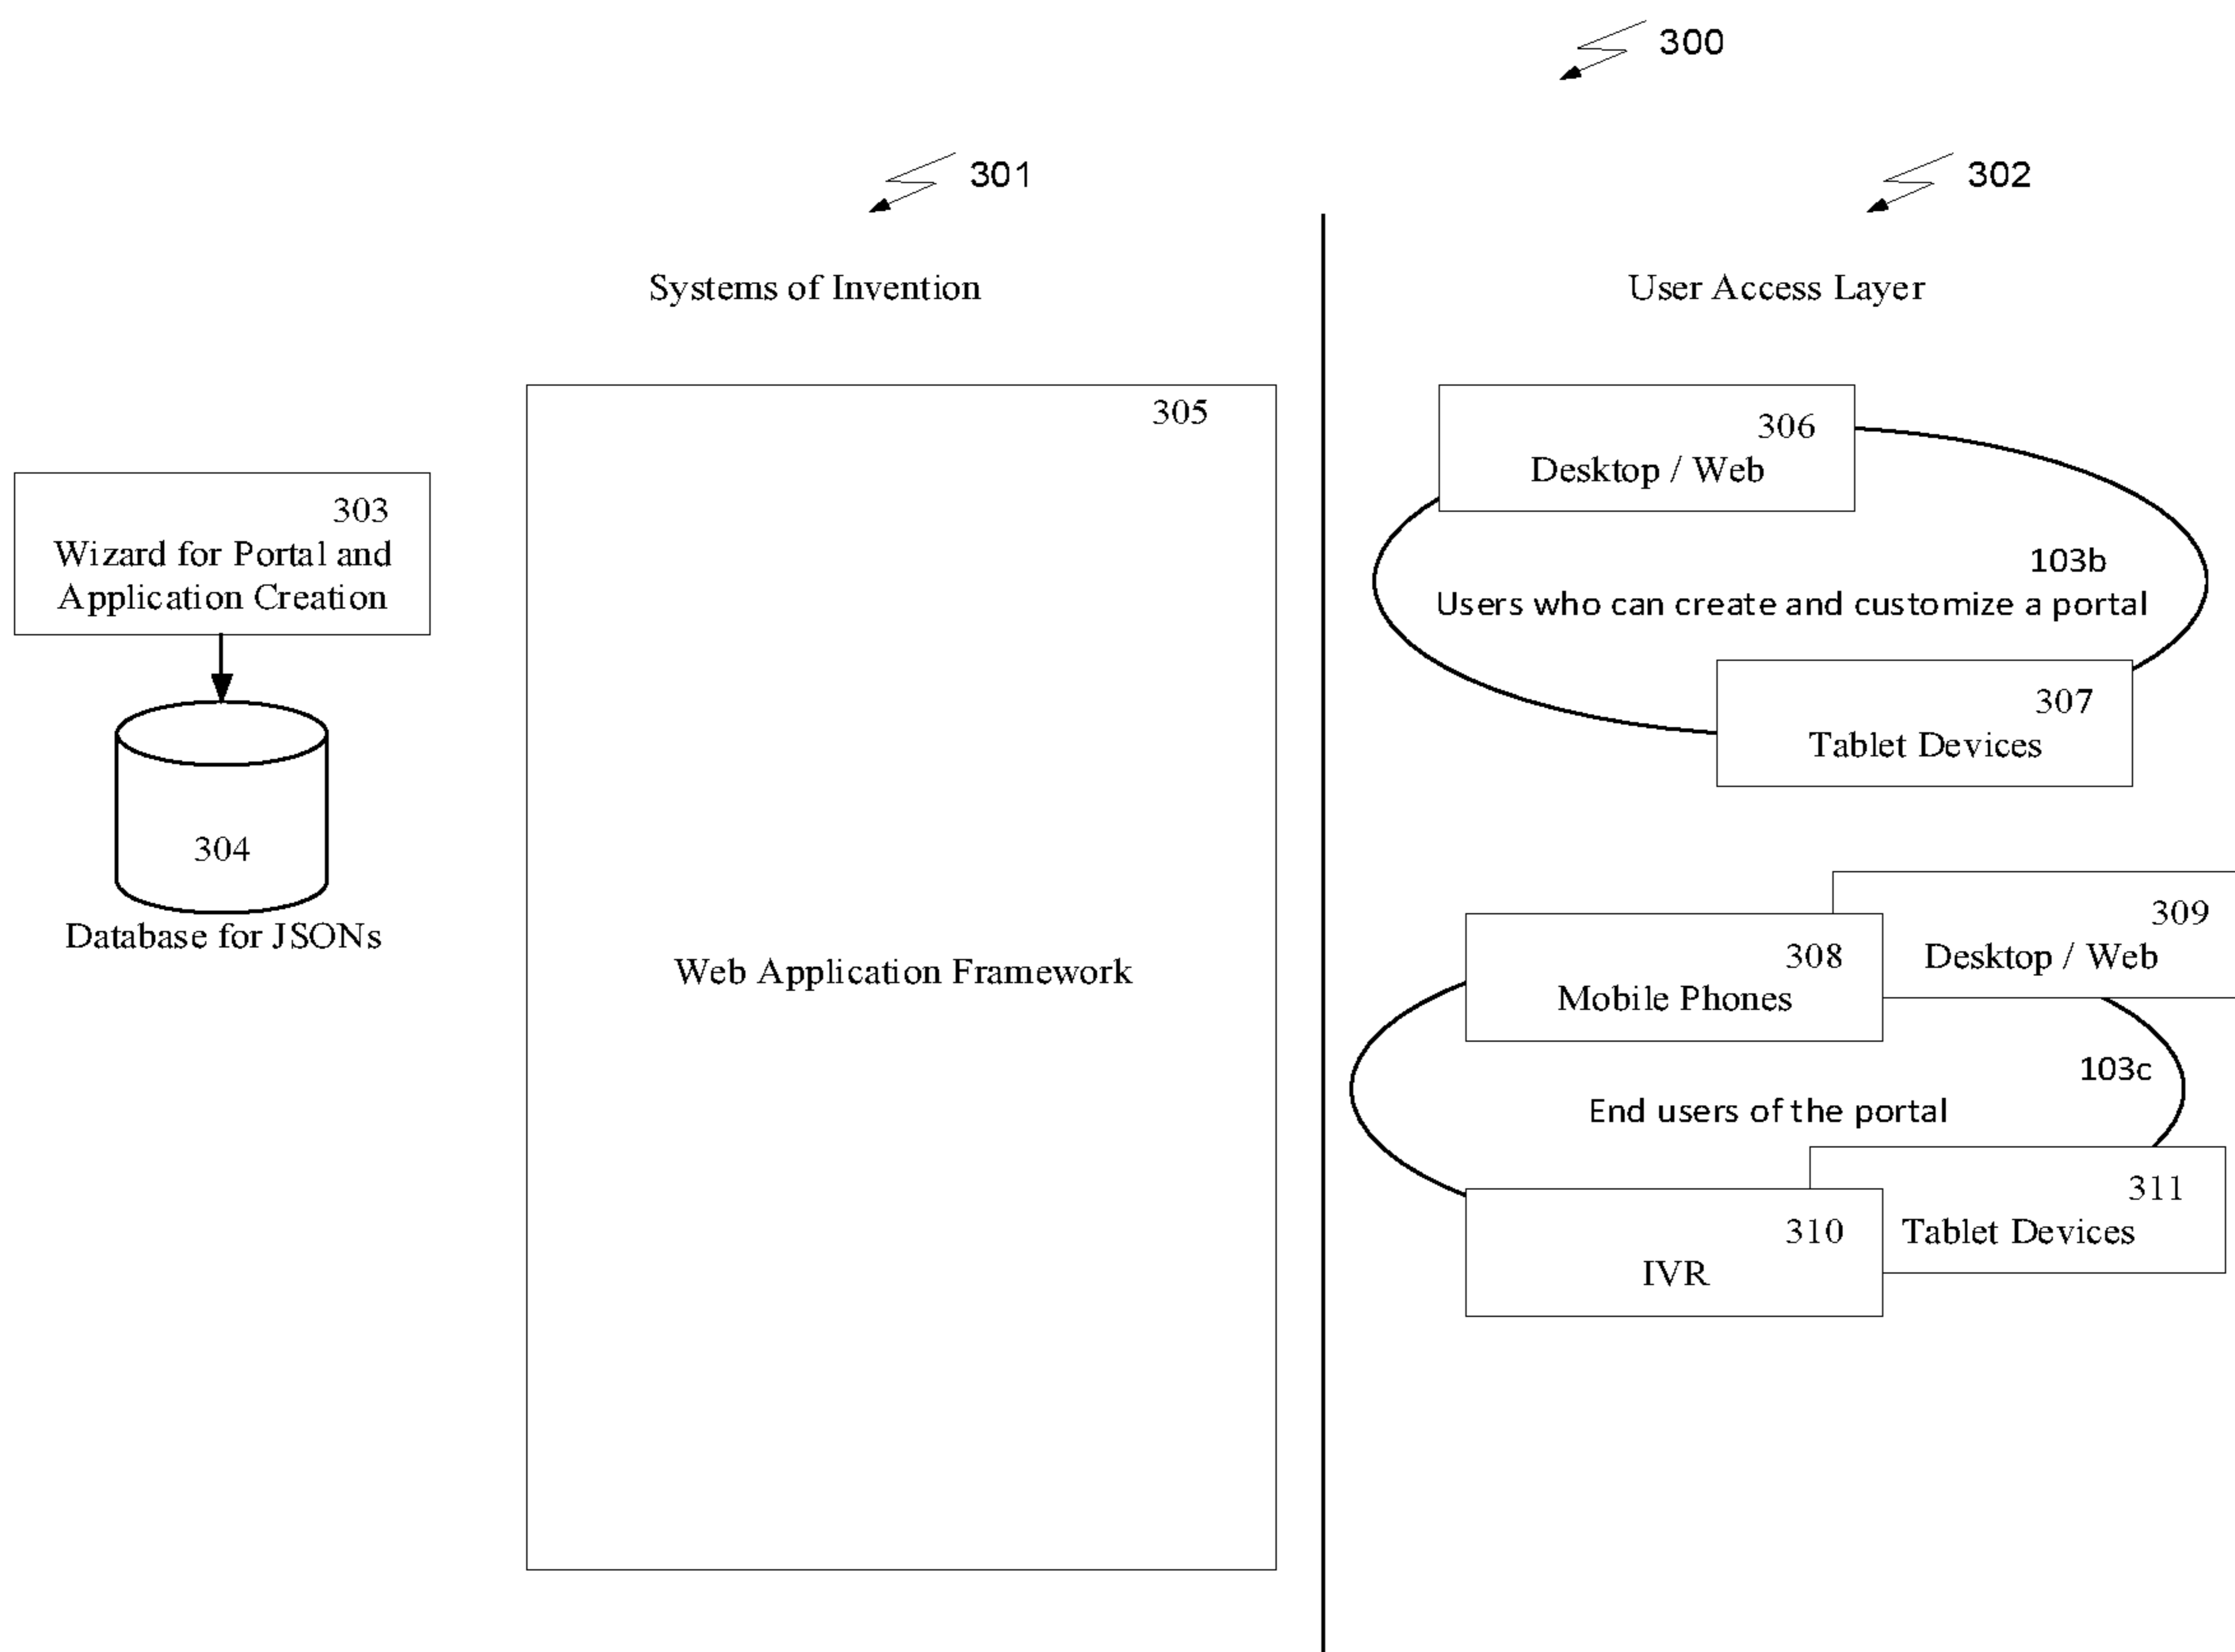 300
301
302
Systems of Invention
User Access Layer
303
Wizard for Portal and
Application Creation
304
Database for JSONs
305
Web Application Framework
306
Desktop / Web
103b
Users who can create and customize a portal
307
Tablet Devices
309
Desktop / Web
308
Mobile Phones
103c
End users of the portal
311
Tablet Devices
310
IVR